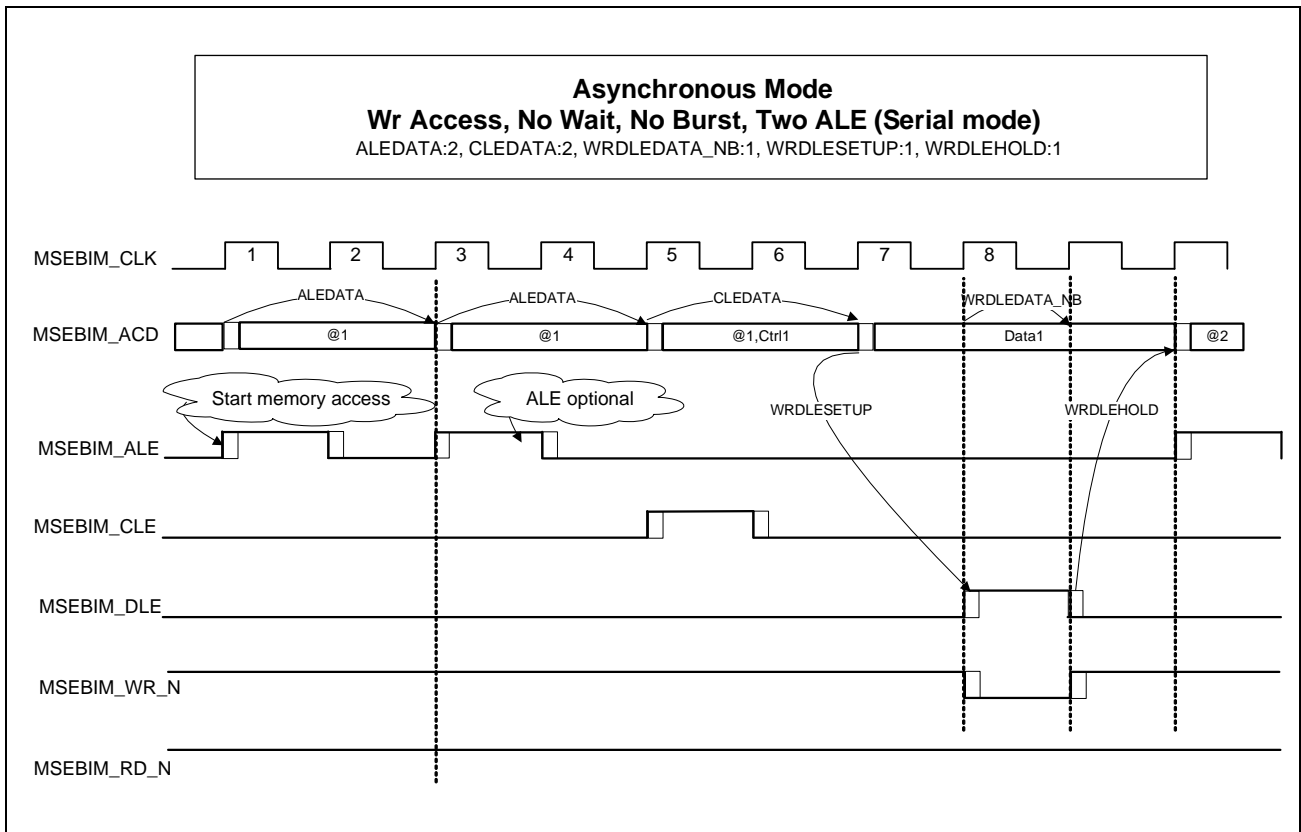 Asynchronous Mode
Wr Access, No Wait, No Burst, Two ALE (Serial mode)
ALEDATA:2, CLEDATA:2, WRDLEDATA_NB:1, WRDLESETUP:1, WRDLEHOLD:1
MSEBIM_CLK 1 2 3 4 5 6 7 8
ALEDATA ALEDATA CLEDATA WRDLEDATA_NB
MSEBIM_ACD @1 @1 @1,Ctrl1 Data1 @2
Start memory access ALE optional
WRDLESETUP WRDLEHOLD
MSEBIM_ALE
MSEBIM_CLE
MSEBIM_DLE
MSEBIM_WR_N
MSEBIM_RD_N